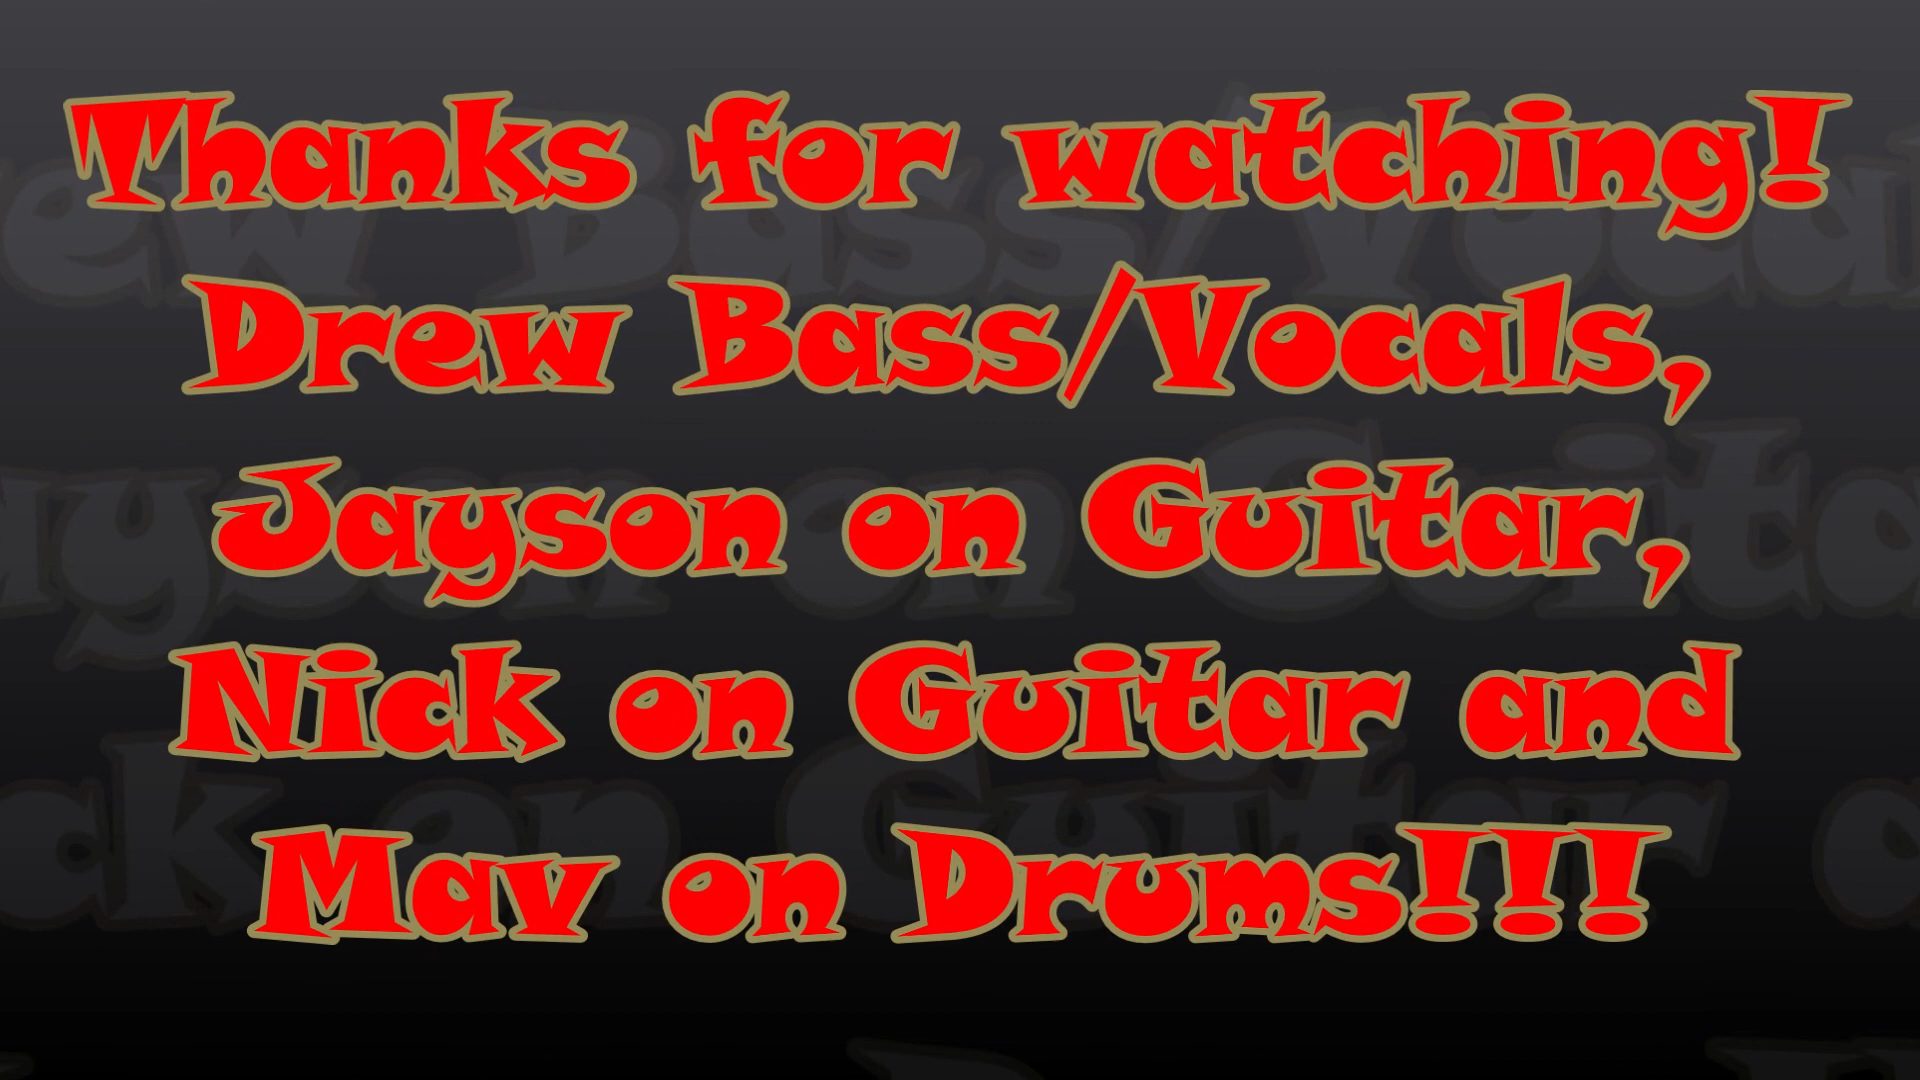 Thanks for watching!
Drew Bass/Vocals,
Jayson on Guitar,
Nick on Guitar and
Mav on Drums!!!